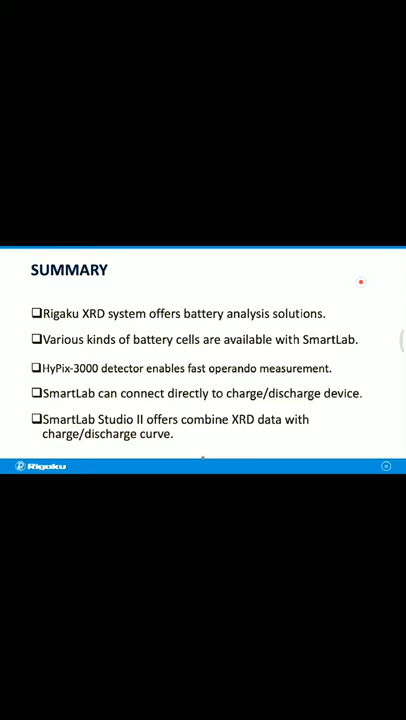 SUMMARY
❑Rigaku XRD system offers battery analysis solutions.
❑Various kinds of battery cells are available with SmartLab.
❑HyPix-3000 detector enables fast operando measurement.
❑SmartLab can connect directly to charge/discharge device.
❑SmartLab Studio II offers combine XRD data with
charge/discharge curve.
Rigaku